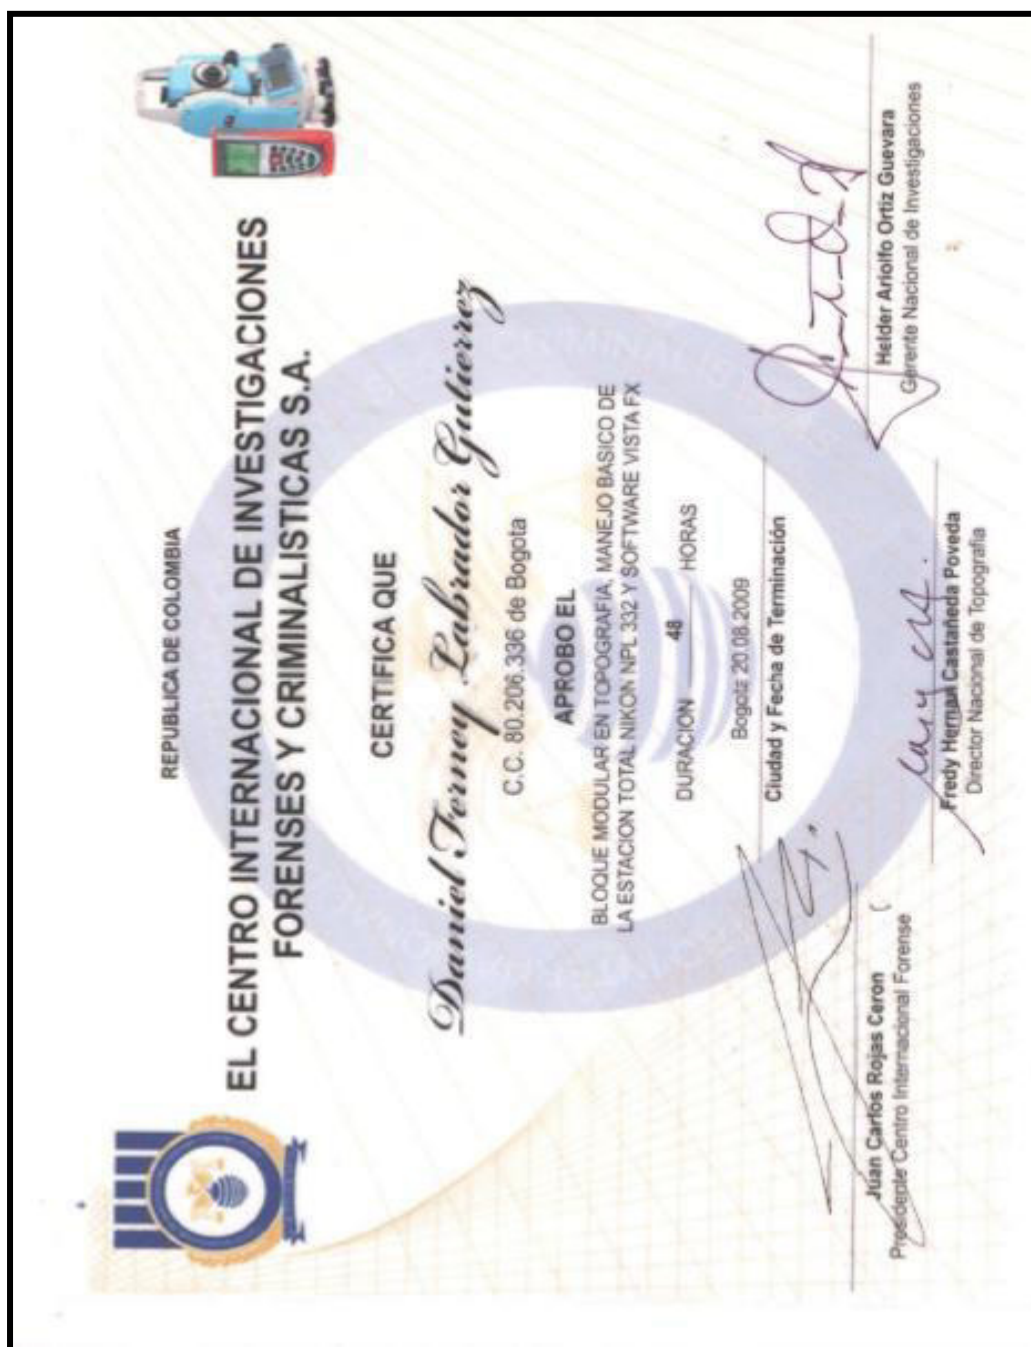 REPUBLICA DE COLOMBIA
EL CENTRO INTERNACIONAL DE INVESTIGACIONES
FORENSES Y CRIMINALISTICAS S.A.
CERTIFICA QUE
Daniel Ferney Labrador Gutierrez
C.C. 80.206.336 de Bogota
APROBO EL
BLOQUE MODULAR EN TOPOGRAFIA, MANEJO BASICO DE
LA ESTACION TOTAL NIKON NPL 332 Y SOFTWARE VISTA FX
DURACION 48 HORAS
Bogota 20.08.2009
Ciudad y Fecha de Terminación
Juan Carlos Rojas Ceron
Presidente Centro Internacional Forense
Fredy Hernan Castañeda Poveda
Director Nacional de Topografia
Helder Ariolfo Ortiz Guevara
Gerente Nacional de Investigaciones